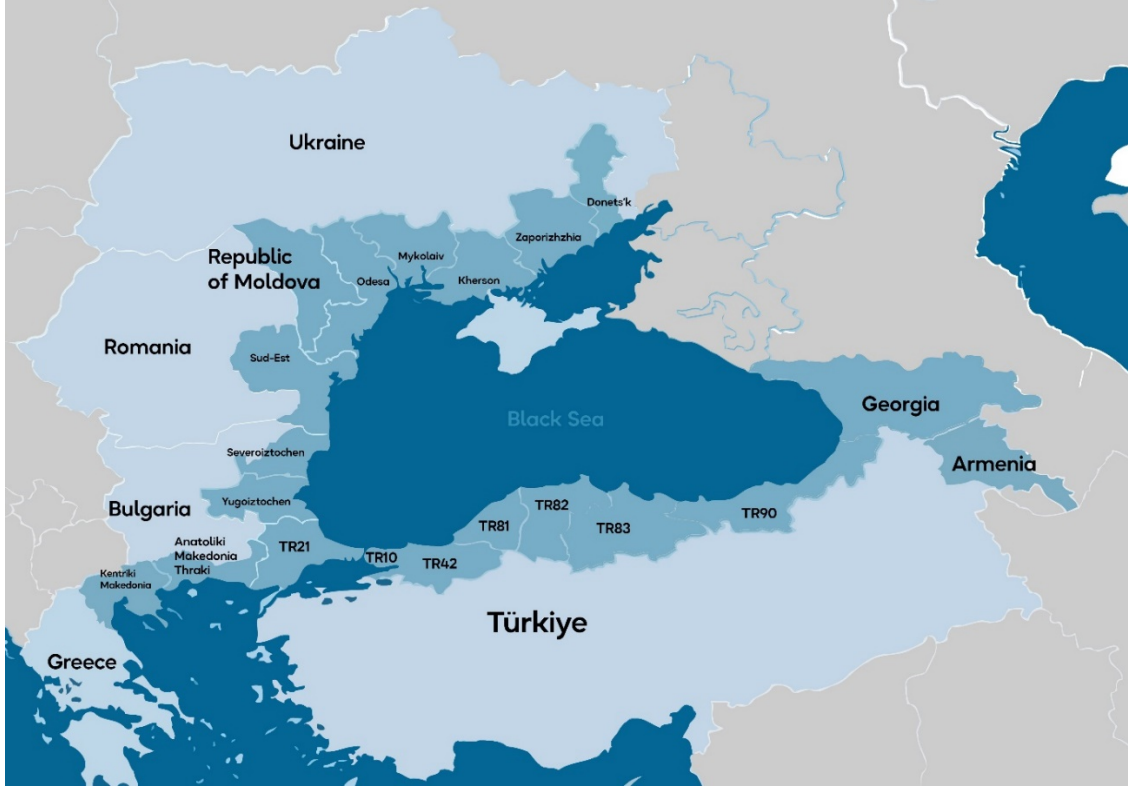 Ukraine
Donets'k
Zaporizhzhia
Mykolaiv
Republic
of Moldova
Odesa
Kherson
Romania
Sud-Est
Georgia
Black Sea
Severoiztochen
Armenia
Yugoiztochen
Bulgaria
TR82
TR81
TR83
TR90
Anatoliki
Makedonia
Thraki
TR21
TR10
TR42
Kentriki
Makedonia
Türkiye
Greece